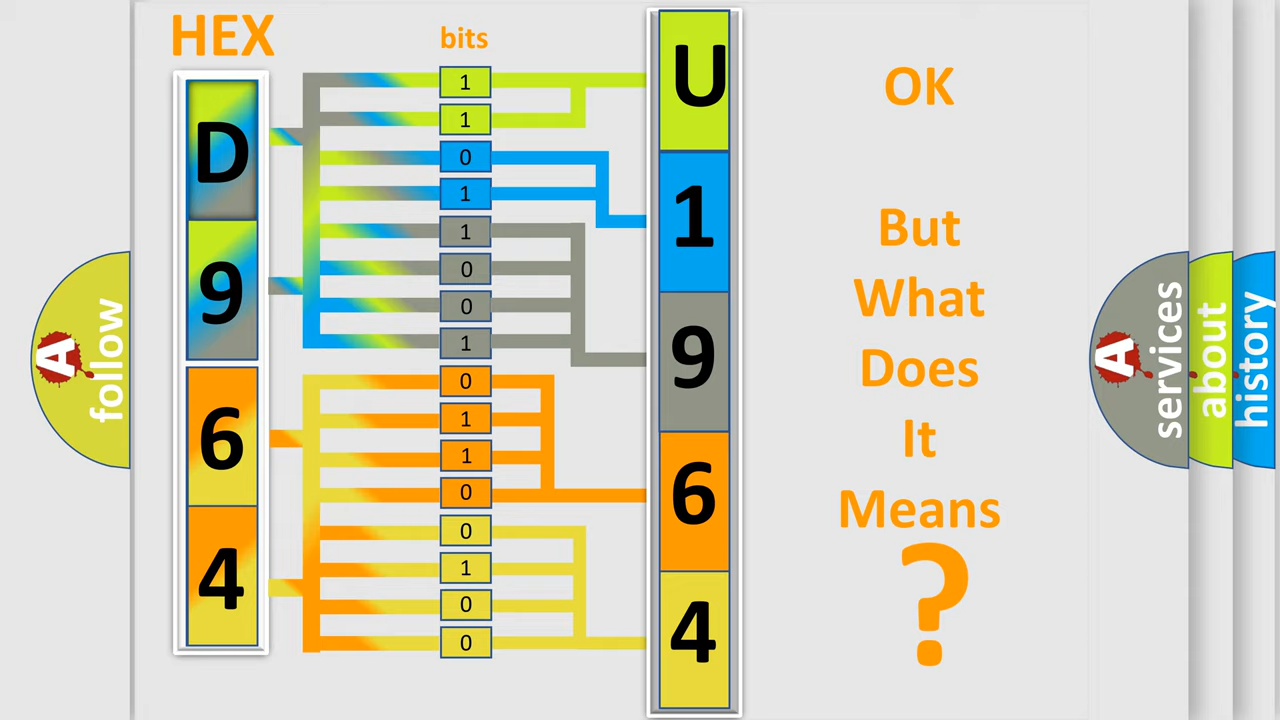 HEX
bits
D
9
6
4
1
1
0
1
1
0
0
1
0
1
1
0
0
1
0
0
U
1
9
6
4
OK
But
What
Does
It
Means
?
A
follow
A
services
about
history